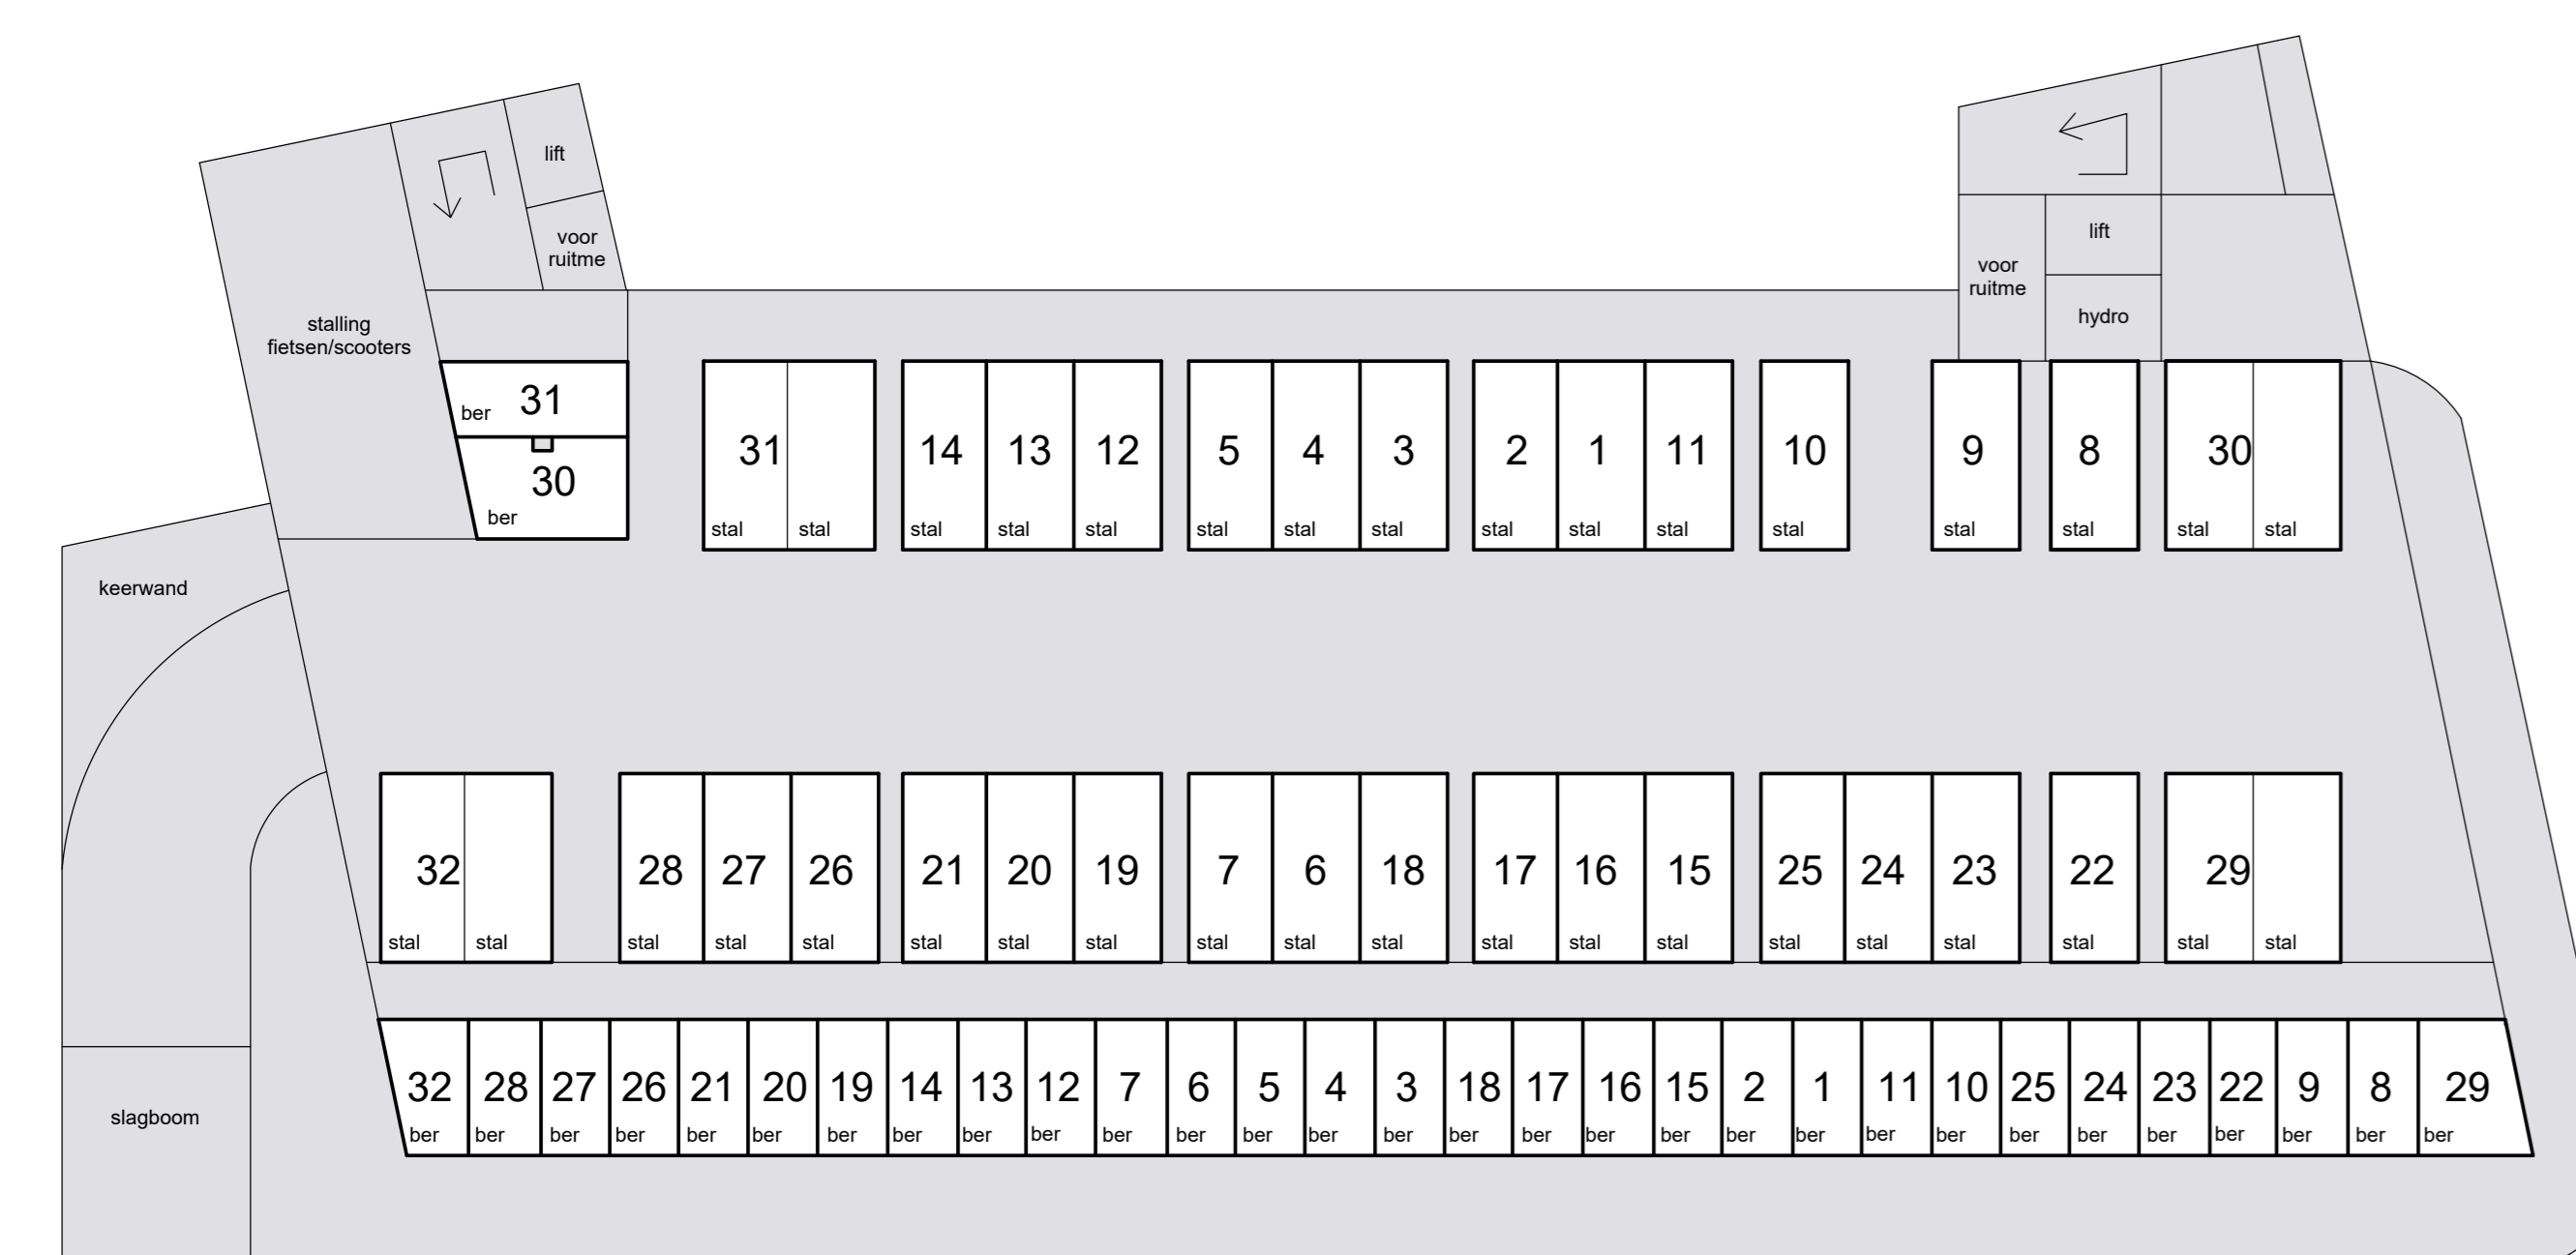 lift
voor
ruitme
lift
voor
ruitme
hydro
stalling
fietsen/scooters
31
ber
30
ber
31 14 13 12 5 4 3 2 1 11 10 9 8 30
stal stal stal stal stal stal stal stal stal stal stal stal stal stal stal stal
keerwand
32 28 27 26 21 20 19 7 6 18 17 16 15 25 24 23 22 29
stal stal stal stal stal stal stal stal stal stal stal stal stal stal stal stal stal stal stal stal
32 28 27 26 21 20 19 14 13 12 7 6 5 4 3 18 17 16 15 2 1 11 10 25 24 23 22 9 8 29
ber ber ber ber ber ber ber ber ber ber ber ber ber ber ber ber ber ber ber ber ber ber ber ber ber ber ber ber ber ber
slagboom